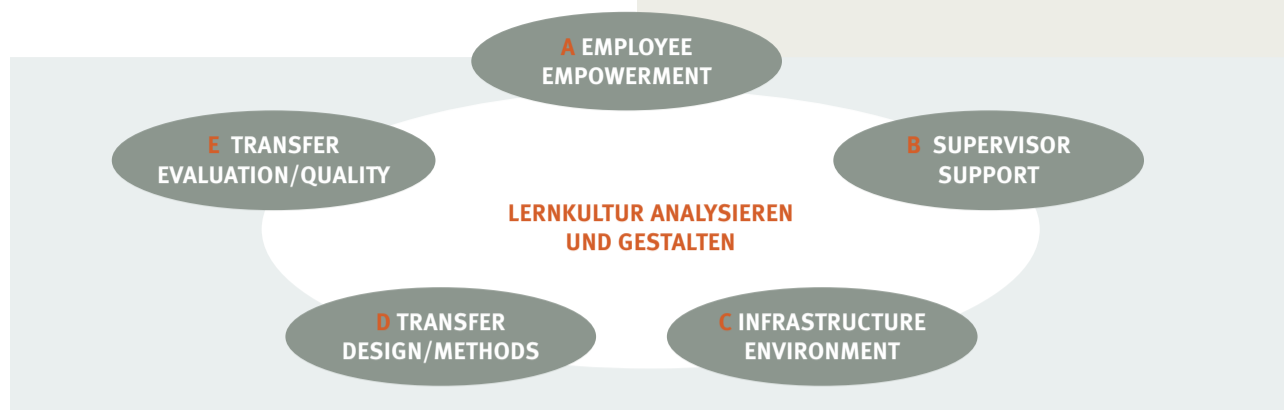 A EMPLOYEE
EMPOWERMENT
B SUPERVISOR
SUPPORT
C INFRASTRUCTURE
ENVIRONMENT
D TRANSFER
DESIGN/METHODS
E TRANSFER
EVALUATION/QUALITY
LERNKULTUR ANALYSIEREN
UND GESTALTEN